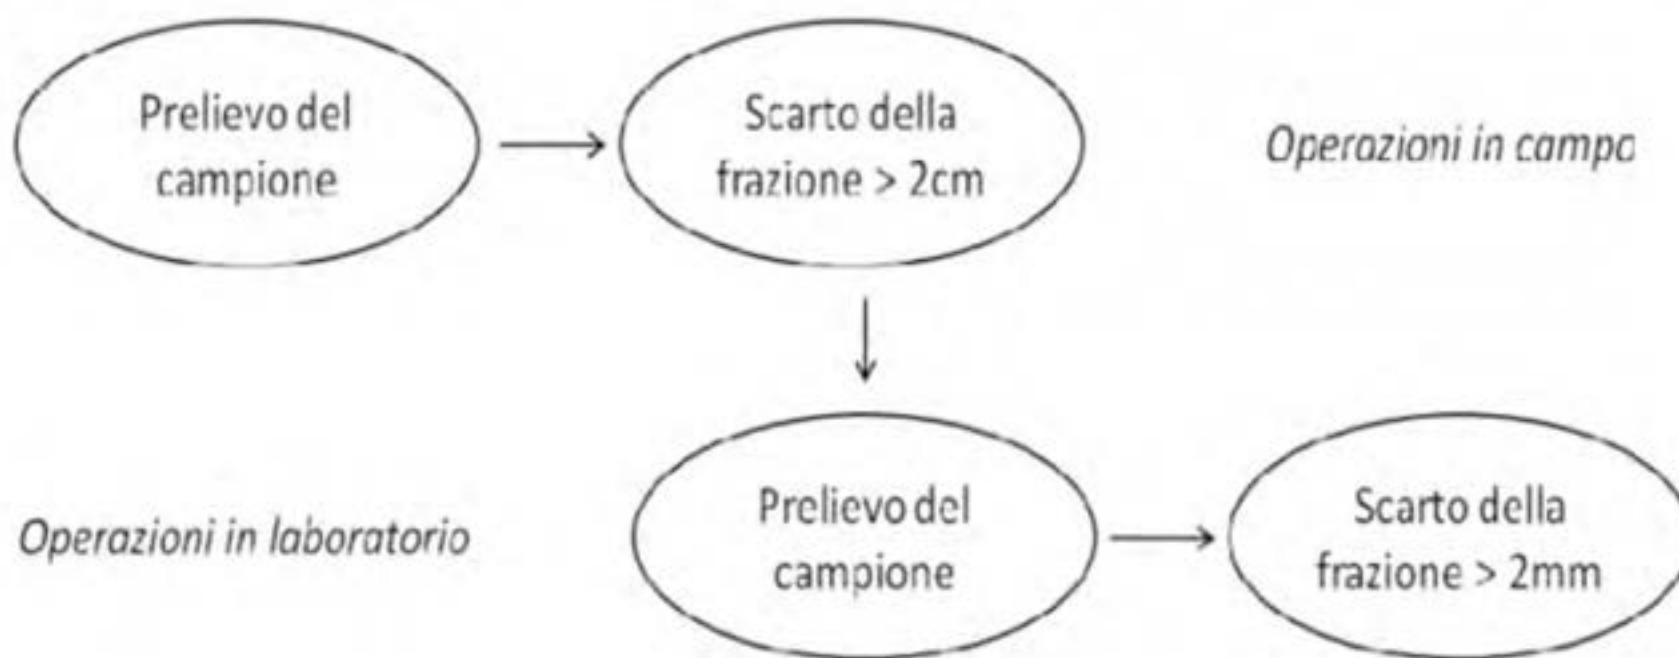 Prelievo del
campione
Scarto della
frazione > 2cm
Operazioni in campo
Operazioni in laboratorio
Prelievo del
campione
Scarto della
frazione > 2mm